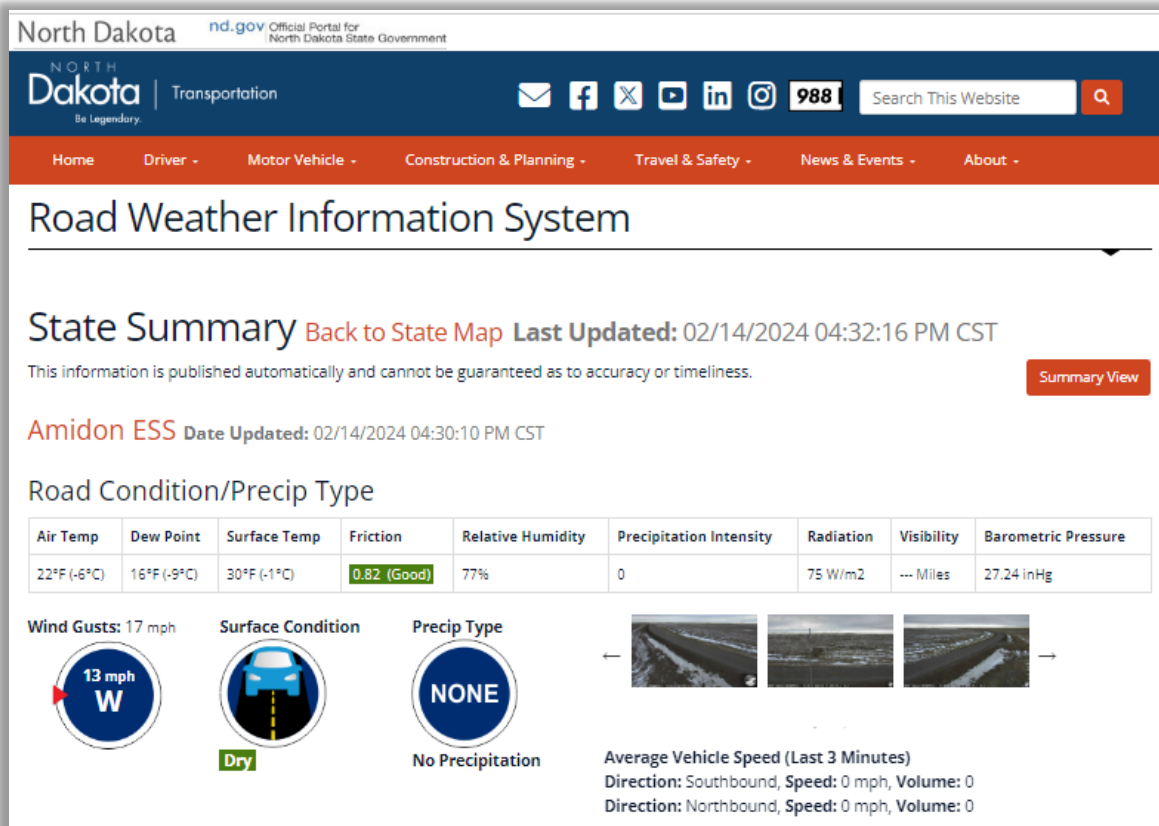 North Dakota nd.gov Official Portal for
North Dakota State Government
NORTH
Dakota | Transportation
Be Legendary.
988
Search This Website
Home Driver Motor Vehicle Construction & Planning Travel & Safety News & Events About
Road Weather Information System
State Summary Back to State Map Last Updated: 02/14/2024 04:32:16 PM CST
This information is published automatically and cannot be guaranteed as to accuracy or timeliness.
Summary View
Amidon ESS Date Updated: 02/14/2024 04:30:10 PM CST
Road Condition/Precip Type
Air Temp Dew Point Surface Temp Friction Relative Humidity Precipitation Intensity Radiation Visibility Barometric Pressure
22°F (-6°C) 16°F (-9°C) 30°F (-1°C) 0.82 (Good) 77% 0 75 W/m2 --- Miles 27.24 inHg
Wind Gusts: 17 mph Surface Condition Precip Type
13 mph
W
NONE
Dry
No Precipitation
Average Vehicle Speed (Last 3 Minutes)
Direction: Southbound, Speed: 0 mph, Volume: 0
Direction: Northbound, Speed: 0 mph, Volume: 0